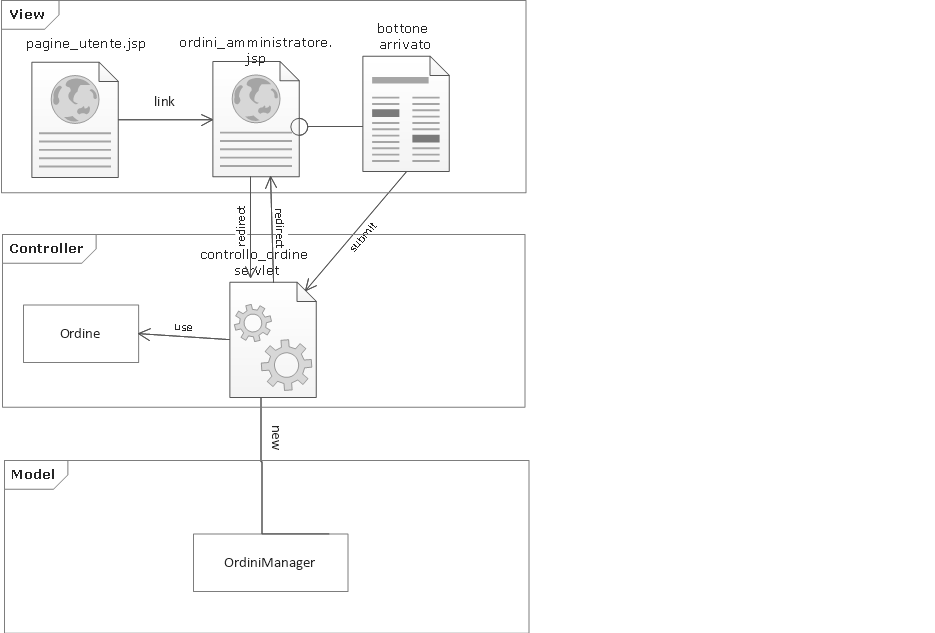 View
pagine_utente.jsp
ordini_amministratore.
jsp
bottone
arrivato
link
redirect
redirect
submit
Controller
controllo_ordine
servlet
Ordine
use
new
Model
OrdiniManager